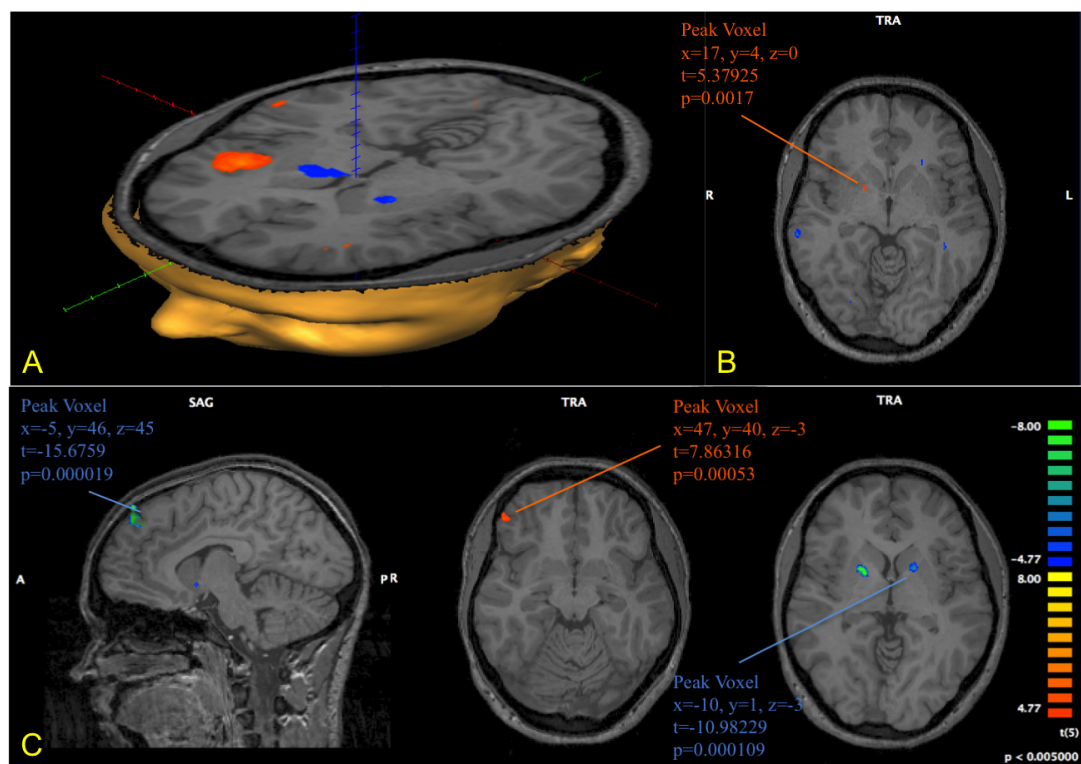 TRA
Peak Voxel
x=17, y=4, z=0
t=5.37925
p=0.0017
R
L
A
B
SAG
TRA
TRA
Peak Voxel
x=-5, y=46, z=45
t=-15.6759
p=0.000019
Peak Voxel
x=47, y=40, z=-3
t=7.86316
p=0.00053
A
P
R
Peak Voxel
x=-10, y=1, z=-3
t=-10.98229
p=0.000109
-8.00
-4.77
8.00
4.77
t(5)
p < 0.005000
C